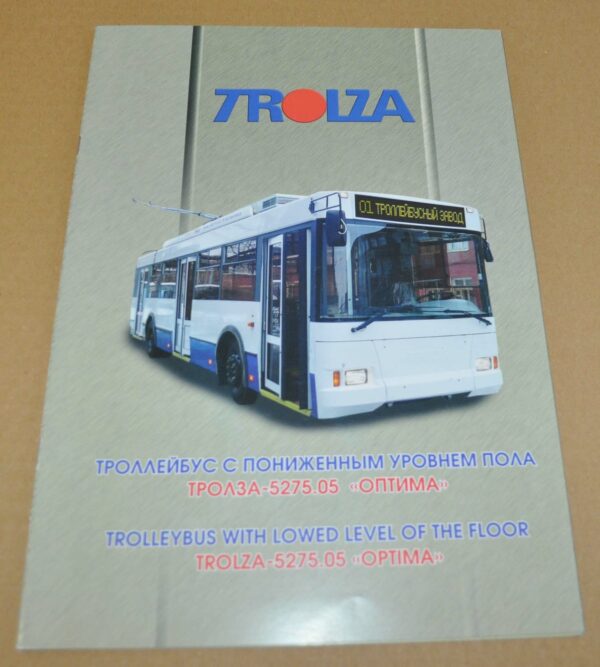 TROLZA
01 ТРОЛЛЕЙБУСНЫЙ ЗАВОД
ТРОЛЛЕЙБУС С ПОНИЖЕННЫМ УРОВНЕМ ПОЛА
ТРОЛЗА-5275.05 «ОПТИМА»
TROLLEYBUS WITH LOWED LEVEL OF THE FLOOR
TROLZA-5275.05 «OPTIMA»